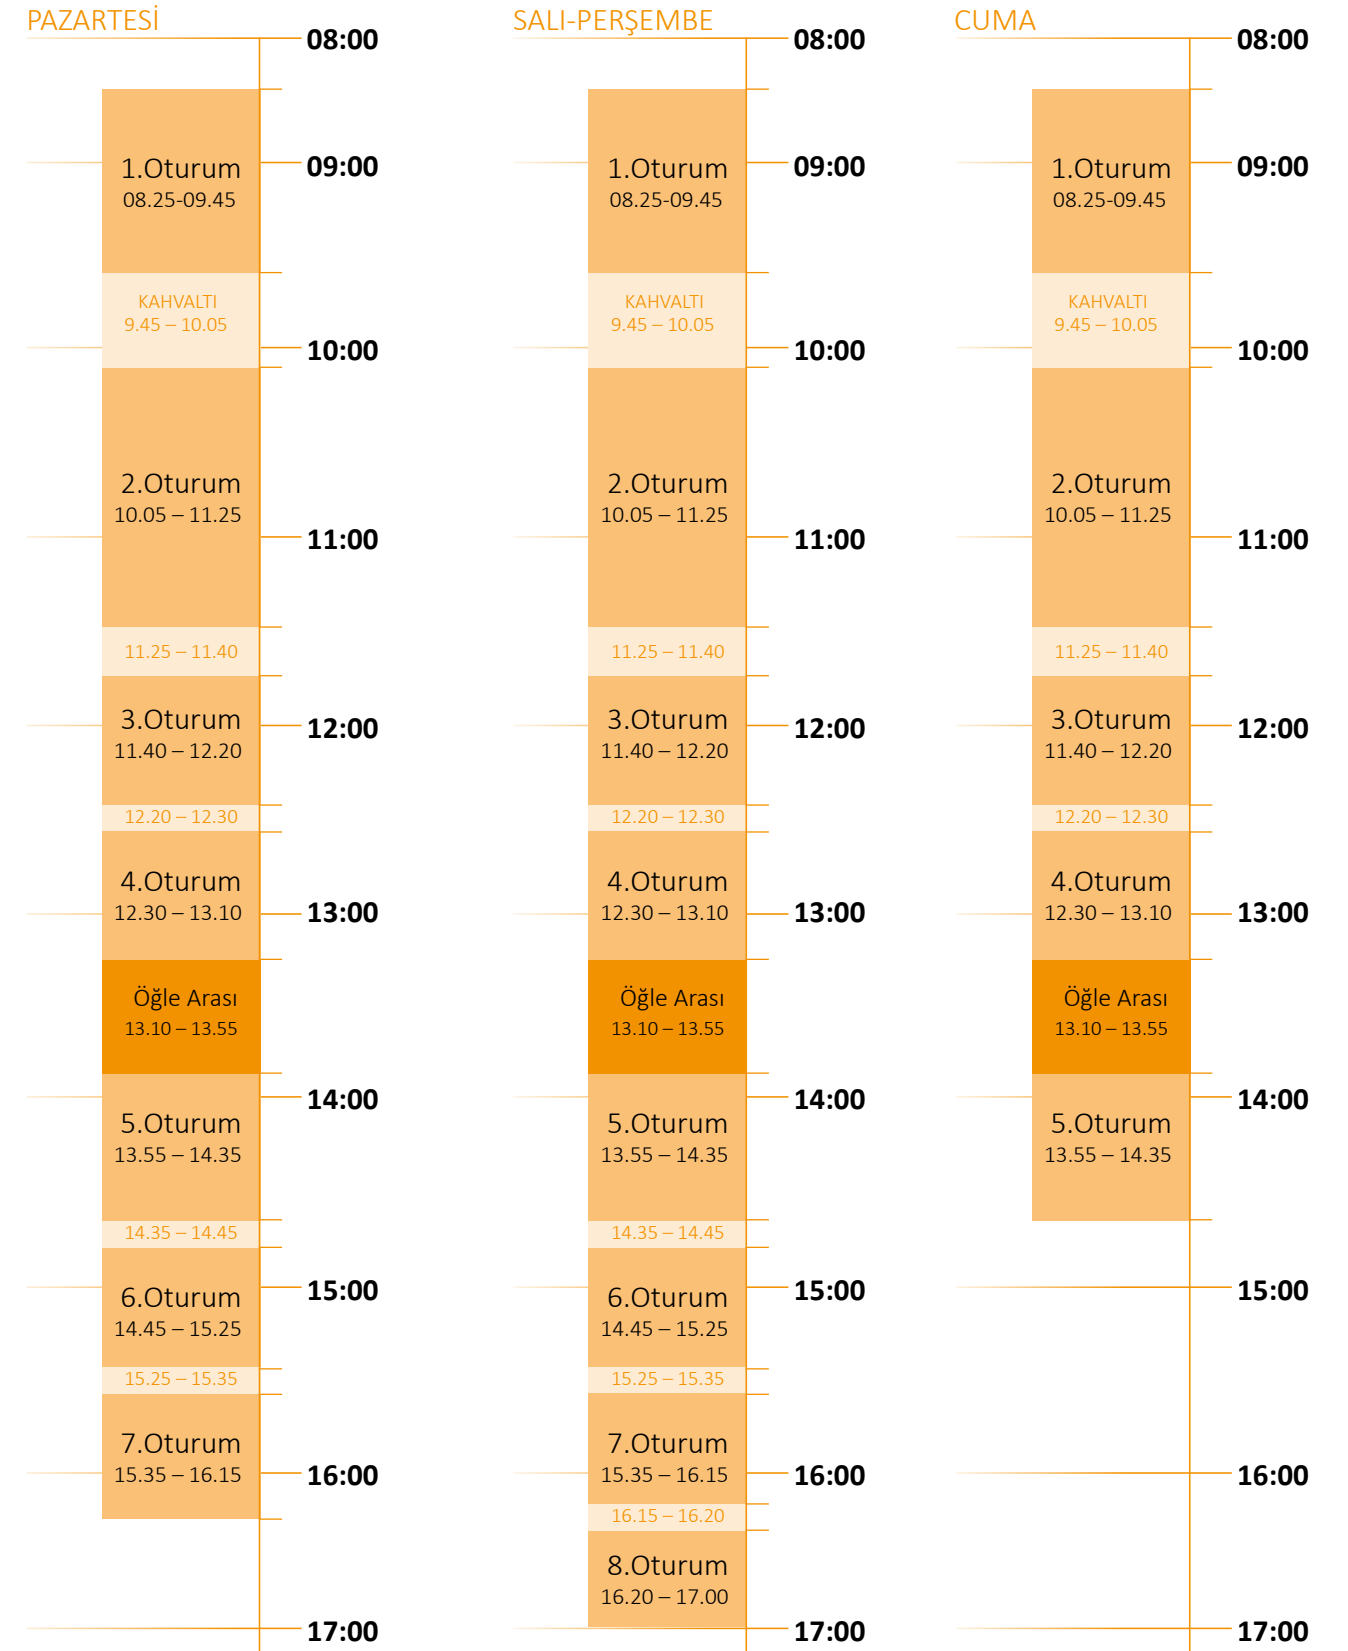 PAZARTESİ
08:00
1.Oturum
08.25-09.45
09:00
KAHVALTI
9.45 – 10.05
10:00
2.Oturum
10.05 – 11.25
11:00
11.25 – 11.40
3.Oturum
11.40 – 12.20
12:00
12.20 – 12.30
4.Oturum
12.30 – 13.10
13:00
Öğle Arası
13.10 – 13.55
14:00
5.Oturum
13.55 – 14.35
14.35 – 14.45
15:00
6.Oturum
14.45 – 15.25
15.25 – 15.35
7.Oturum
15.35 – 16.15
16:00
17:00
SALI-PERŞEMBE
08:00
1.Oturum
08.25-09.45
09:00
KAHVALTI
9.45 – 10.05
10:00
2.Oturum
10.05 – 11.25
11:00
11.25 – 11.40
3.Oturum
11.40 – 12.20
12:00
12.20 – 12.30
4.Oturum
12.30 – 13.10
13:00
Öğle Arası
13.10 – 13.55
14:00
5.Oturum
13.55 – 14.35
14.35 – 14.45
15:00
6.Oturum
14.45 – 15.25
15.25 – 15.35
7.Oturum
15.35 – 16.15
16:00
16.15 – 16.20
8.Oturum
16.20 – 17.00
17:00
CUMA
08:00
1.Oturum
08.25-09.45
09:00
KAHVALTI
9.45 – 10.05
10:00
2.Oturum
10.05 – 11.25
11:00
11.25 – 11.40
3.Oturum
11.40 – 12.20
12:00
12.20 – 12.30
4.Oturum
12.30 – 13.10
13:00
Öğle Arası
13.10 – 13.55
14:00
5.Oturum
13.55 – 14.35
15:00
16:00
17:00